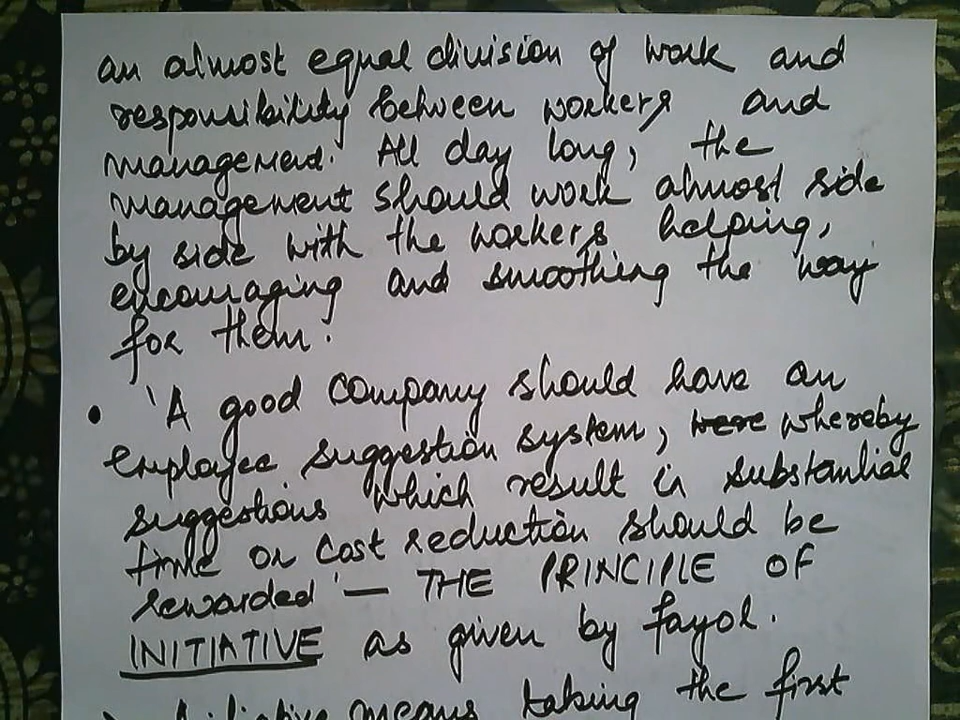 an almost equal division of work and
responsibility between workers and
management. All day long, the
management should work almost side
by side with the workers helping,
encouraging and smoothing the way
for them.
• 'A good company should have an
employee suggestion system, here whereby
suggestions which result in substantial
time or cost reduction should be
rewarded' — THE PRINCIPLE OF
INITIATIVE as given by Fayol.
Initiative means taking the first